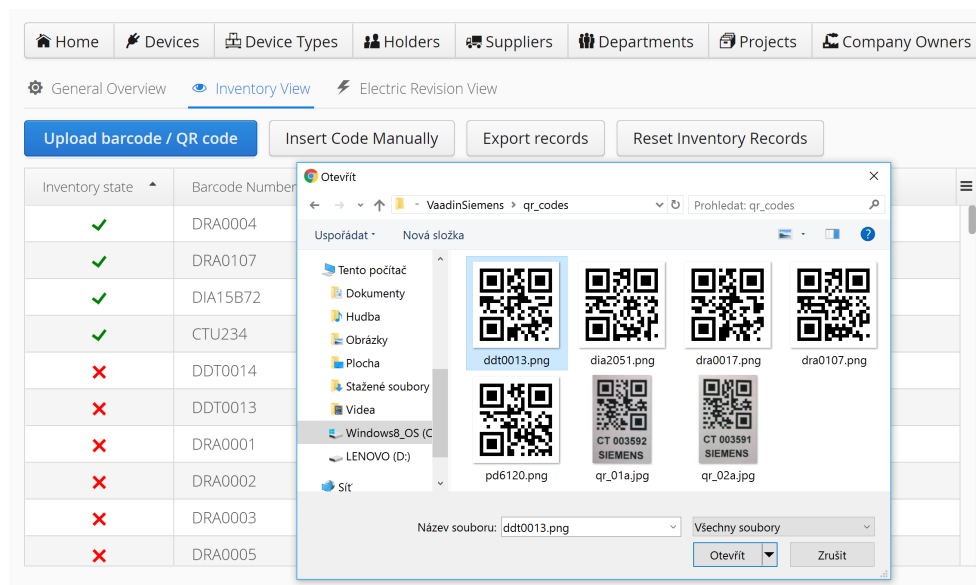 Home Devices Device Types Holders Suppliers Departments Projects Company Owners
General Overview Inventory View Electric Revision View
Upload barcode / QR code Insert Code Manually Export records Reset Inventory Records
Inventory state Barcode Number
DRA0004
DRA0107
DIA15B72
CTU234
DDT0014
DDT0013
DRA0001
DRA0002
DRA0003
DRA0005
Otevřít
VaadinSiemens qr_codes Prohledat: qr_codes
Uspořádat Nová složka
Tento počítač
Dokumenty
Hudba
Obrázky
Plocha
Stažené soubory
Videa
Windows8_OS (C
LENOVO (D:)
Síť
ddt0013.png dia2051.png dra0017.png dra0107.png
CT 003592
SIEMENS
CT 003591
SIEMENS
pd6120.png qr_01a.jpg qr_02a.jpg
Název souboru: ddt0013.png Všechny soubory
Otevřít Zrušit